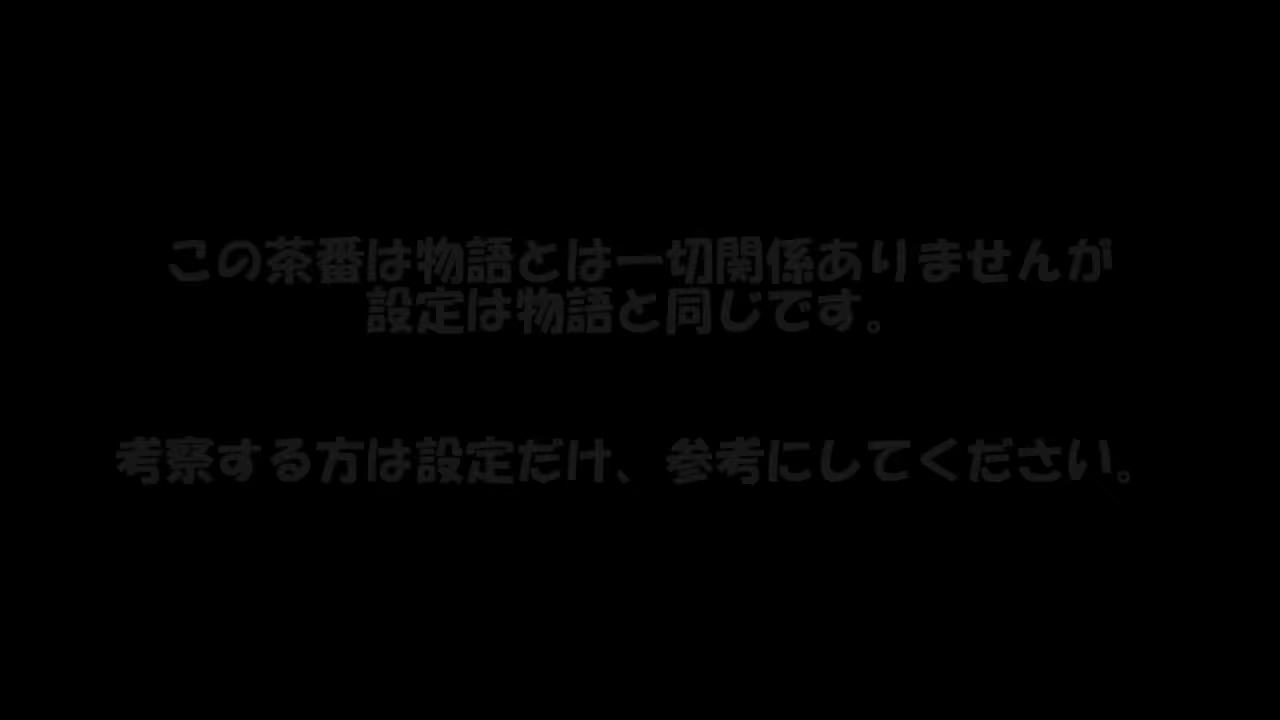 この茶番は物語とは一切関係ありませんが
設定は物語と同じです。
考察する方は設定だけ、参考にしてください。